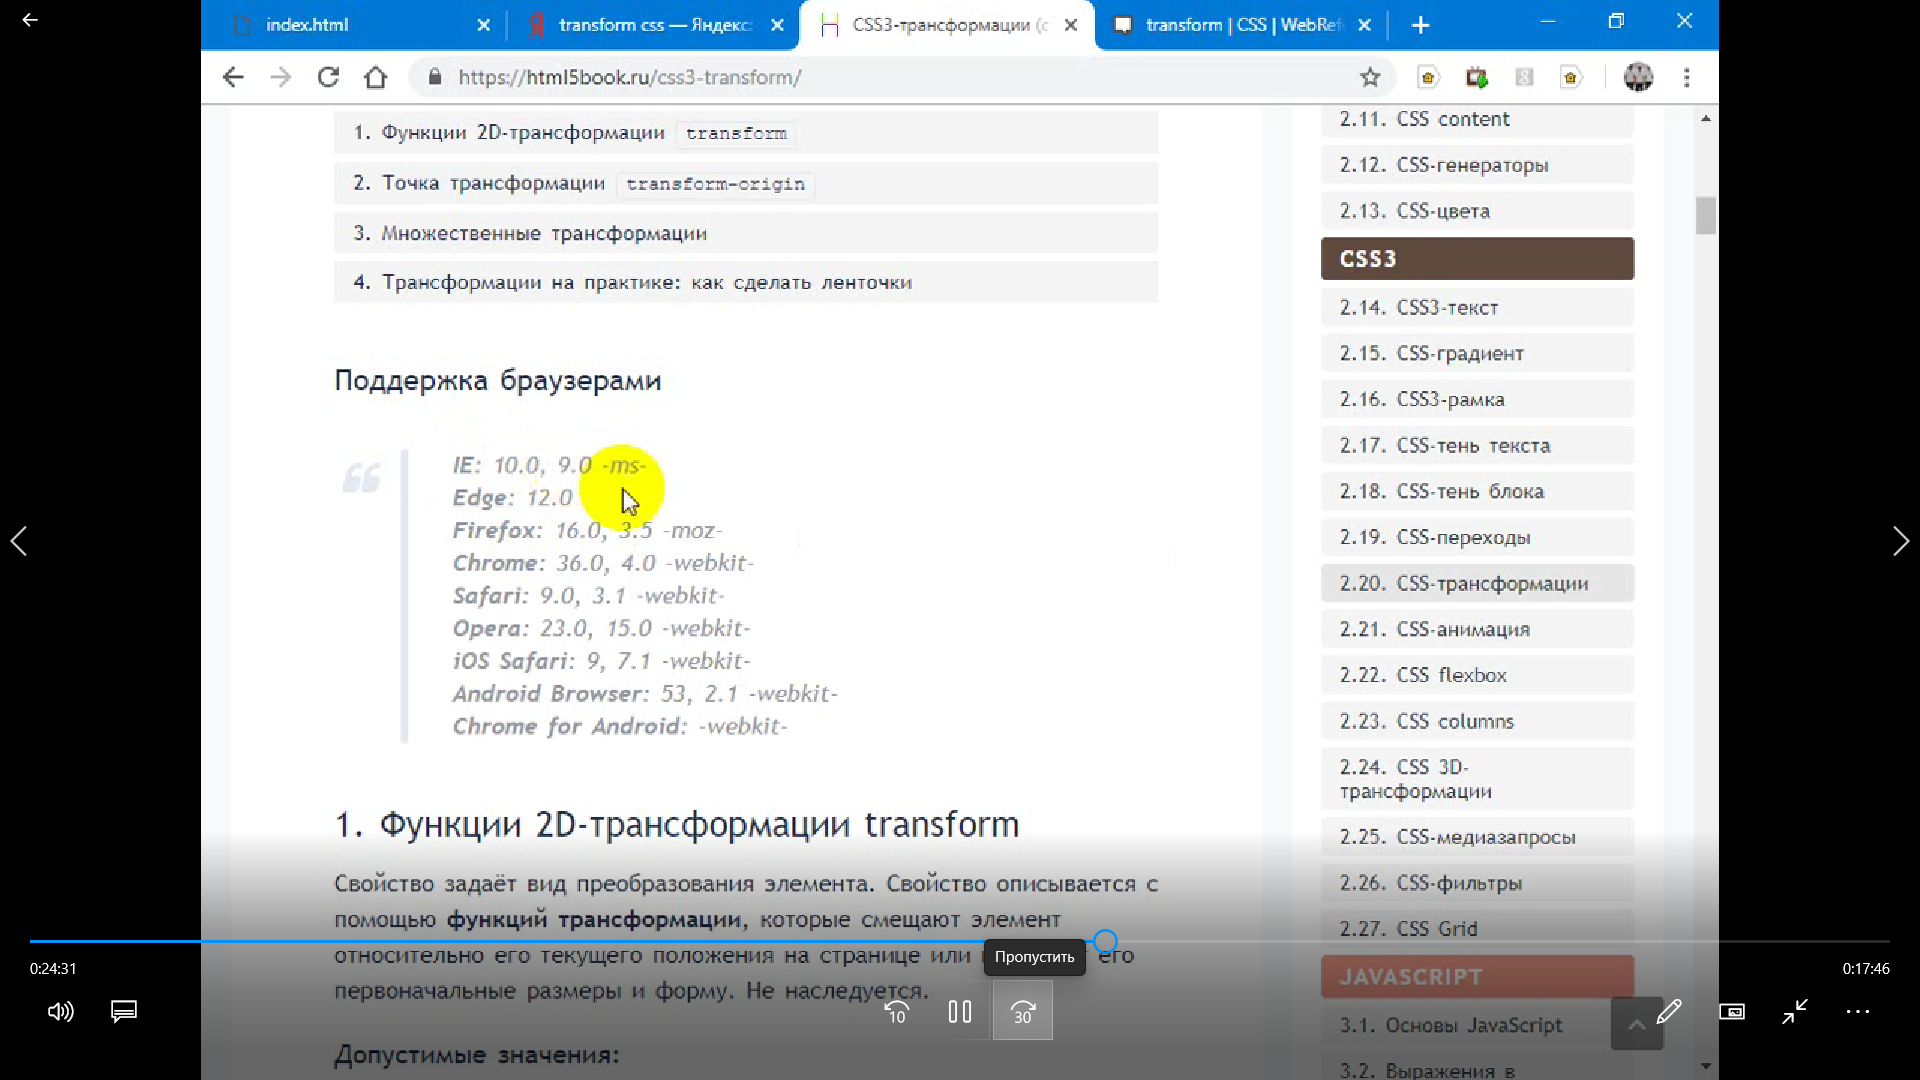 index.html
transform css — Яндекс
CSS3-трансформации (с
transform | CSS | WebRef
https://html5book.ru/css3-transform/
1. Функции 2D-трансформации transform
2. Точка трансформации transform-origin
3. Множественные трансформации
4. Трансформации на практике: как сделать ленточки
Поддержка браузерами
IE: 10.0, 9.0 -ms-
Edge: 12.0
Firefox: 16.0, 3.5 -moz-
Chrome: 36.0, 4.0 -webkit-
Safari: 9.0, 3.1 -webkit-
Opera: 23.0, 15.0 -webkit-
iOS Safari: 9, 7.1 -webkit-
Android Browser: 53, 2.1 -webkit-
Chrome for Android: -webkit-
1. Функции 2D-трансформации transform
Свойство задаёт вид преобразования элемента. Свойство описывается с
помощью функций трансформации, которые смещают элемент
относительно его текущего положения на странице или его
первоначальные размеры и форму. Не наследуется.
Допустимые значения:
2.11. CSS content
2.12. CSS-генераторы
2.13. CSS-цвета
CSS3
2.14. CSS3-текст
2.15. CSS-градиент
2.16. CSS3-рамка
2.17. CSS-тень текста
2.18. CSS-тень блока
2.19. CSS-переходы
2.20. CSS-трансформации
2.21. CSS-анимация
2.22. CSS flexbox
2.23. CSS columns
2.24. CSS 3D-
трансформации
2.25. CSS-медиазапросы
2.26. CSS-фильтры
2.27. CSS Grid
JAVASCRIPT
3.1. Основы JavaScript
3.2. Выражения в
Пропустить
0:24:31
0:17:46
10
30